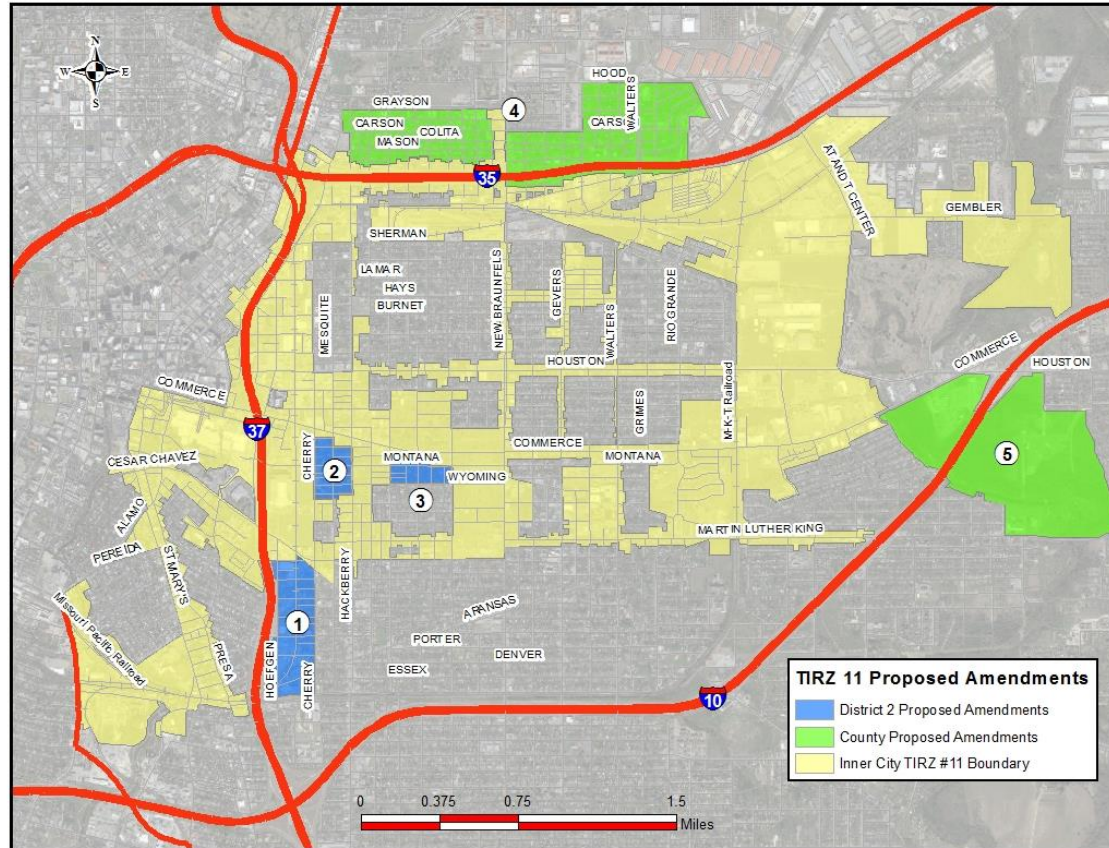 N
W E
S
HOOD
WALTERS
GRAYSON
4
CARSON
COLITA
MASON
35
AT AND T CENTER
GEMBLER
SHERMAN
LAMAR
HAYS
BURNET
MESQUITE
NEW BRAUNFELS
GEVERS
WALTERS
RIO GRANDE
HOUSTON
COMMERCE
HOUSTON
COMMERCE
37
GRIMES
M-K-T Railroad
CHERRY
2
MONTANA
COMMERCE
MONTANA
WYOMING
3
5
CESAR CHAVEZ
ALAMO
PEREIDA
ST MARY'S
MARTIN LUTHER KING
HACKBERRY
Missouri Pacific Railroad
PRESA
HOEFGEN
1
CHERRY
ARANSAS
PORTER
DENVER
ESSEX
10
TIRZ 11 Proposed Amendments
District 2 Proposed Amendments
County Proposed Amendments
Inner City TIRZ #11 Boundary
0 0.375 0.75 1.5
Miles